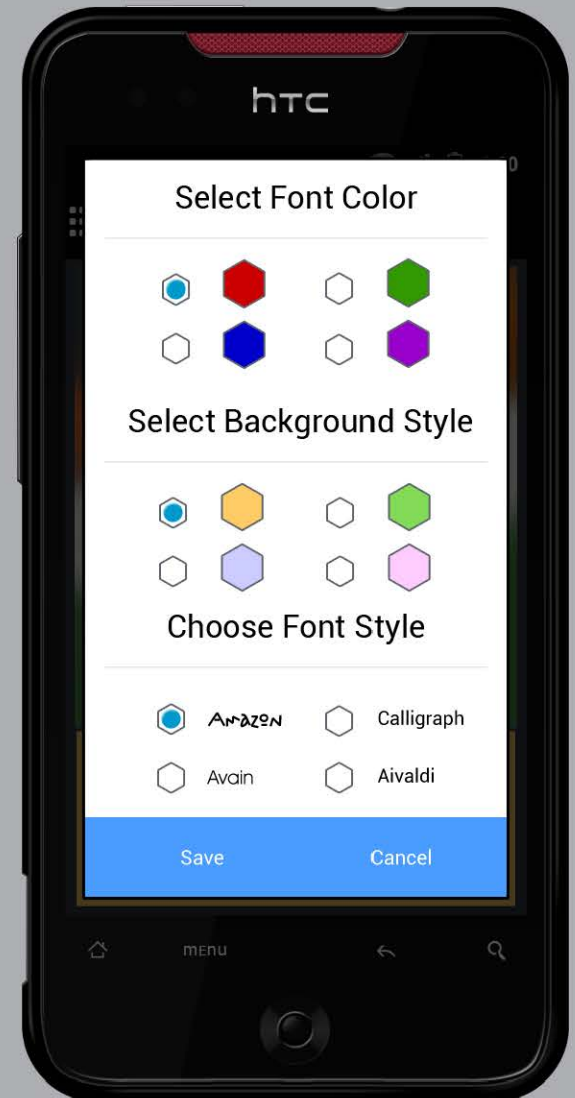 hTC
Select Font Color
Select Background Style
Choose Font Style
Amazon Calligraph
Avain Aivaldi
Save Cancel
mEnu